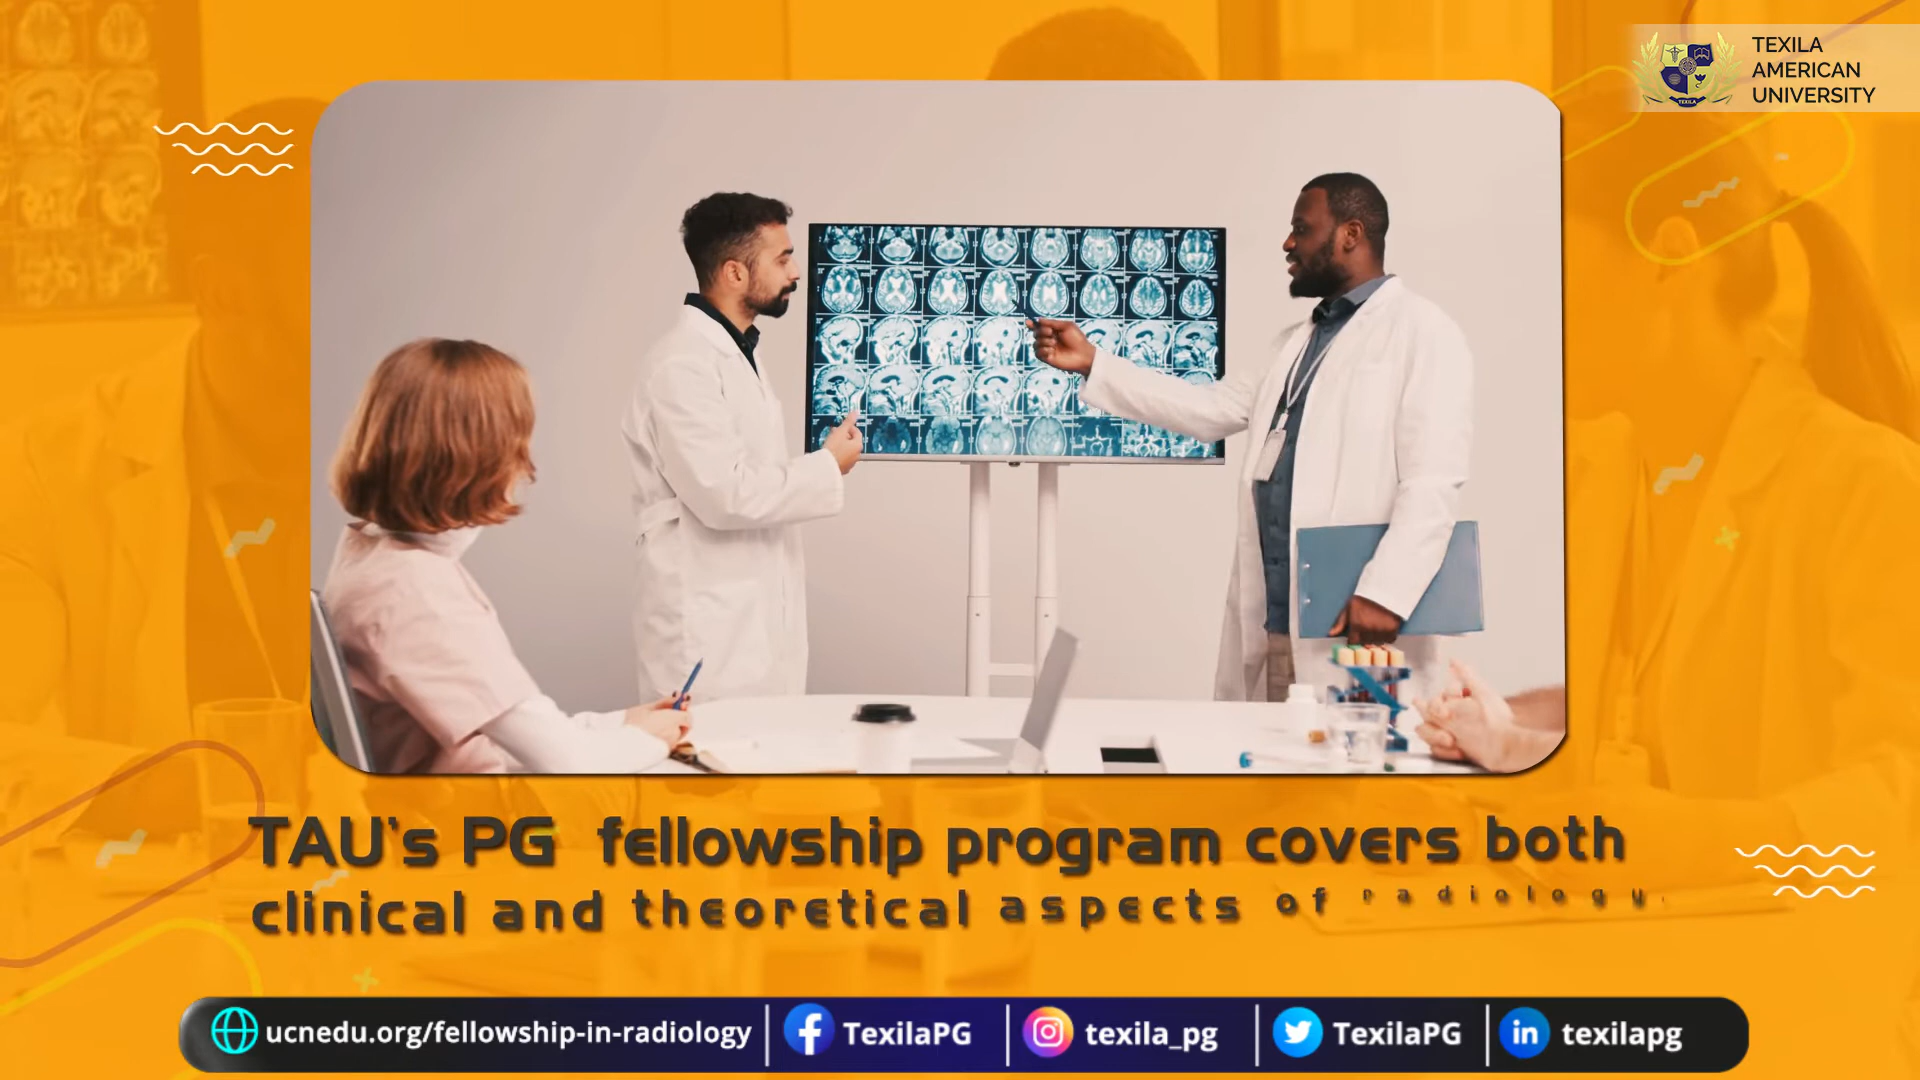 TEXILA
AMERICAN
UNIVERSITY
TEXILA
TAU's PG fellowship program covers both
clinical and theoretical aspects of radiology.
ucnedu.org/fellowship-in-radiology
TexilaPG
texila_pg
TexilaPG
texilapg